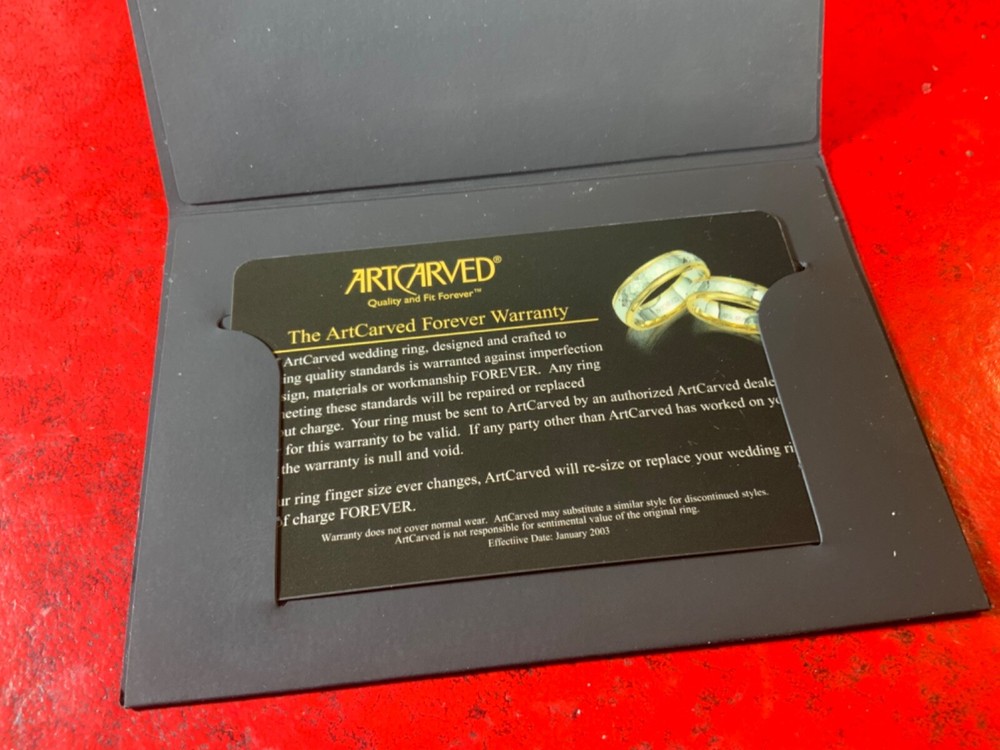 ARTCARVED®
Quality and Fit Forever™
The ArtCarved Forever Warranty
ArtCarved wedding ring, designed and crafted to
ing quality standards is warranted against imperfection
sign, materials or workmanship FOREVER. Any ring
eeting these standards will be repaired or replaced
ut charge. Your ring must be sent to ArtCarved by an authorized ArtCarved deale
for this warranty to be valid. If any party other than ArtCarved has worked on yo
the warranty is null and void.
ur ring finger size ever changes, ArtCarved will re-size or replace your wedding ri
f charge FOREVER.
Warranty does not cover normal wear. ArtCarved may substitute a similar style for discontinued styles.
ArtCarved is not responsible for sentimental value of the original ring.
Effectiive Date: January 2003